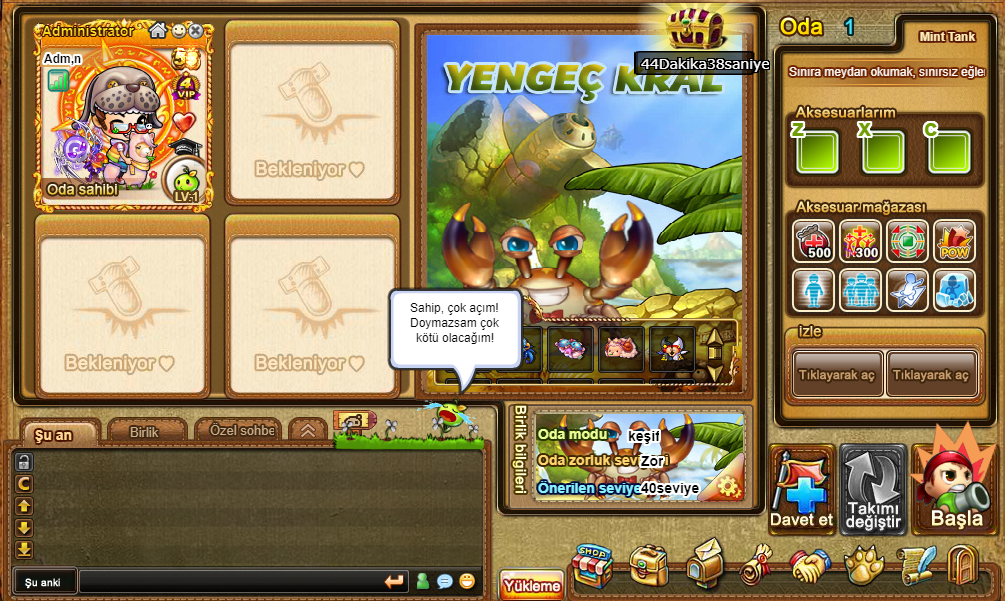 Administrator
Adm,n
VIP
Oda sahibi
LV:1
Bekleniyor
Bekleniyor
Bekleniyor
44Dakika38saniye
YENGEÇ KRAL
Sahip, çok açım!
Doymazsam çok
kötü olacağım!
Oda 1
Mint Tank
Sınıra meydan okumak, sınırsız eğle
Aksesuarlarım
Z X C
Aksesuar mağazası
500
300
POW
İzle
Tıklayarak aç
Tıklayarak aç
Şu an
Birlik
Özel sohbe
Birlik bilgileri
Oda modu keşif
Oda zorluk sevi Zor
Önerilen seviye 40seviye
Davet et
Takımı
değiştir
Başla
Şu anki
Yükleme
SHOP